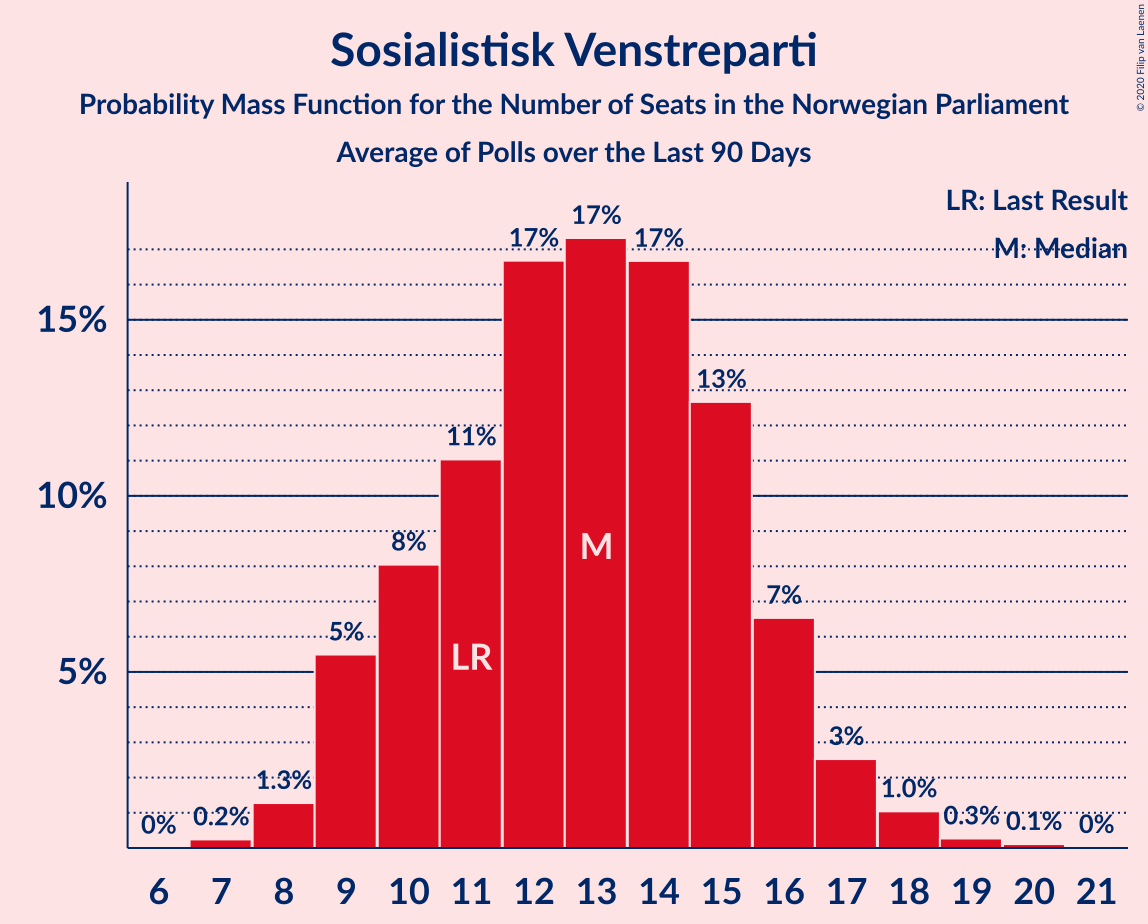 Sosialistisk Venstreparti
Probability Mass Function for the Number of Seats in the Norwegian Parliament
Average of Polls over the Last 90 Days
© 2020 Filip van Laenen
LR: Last Result
M: Median
15%
10%
5%
0%
0.2%
1.3%
5%
8%
11%
17%
17%
17%
13%
7%
3%
1.0%
0.3%
0.1%
0%
LR
M
6 7 8 9 10 11 12 13 14 15 16 17 18 19 20 21